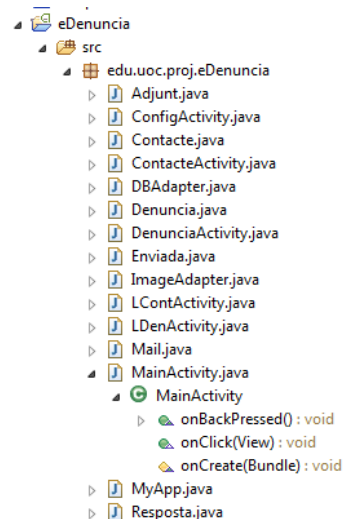 eDenuncia
src
edu.uoc.proj.eDenuncia
Adjunt.java
ConfigActivity.java
Contacte.java
ContacteActivity.java
DBAdapter.java
Denuncia.java
DenunciaActivity.java
Enviada.java
ImageAdapter.java
LContActivity.java
LDenActivity.java
Mail.java
MainActivity.java
MainActivity
onBackPressed() : void
onClick(View) : void
onCreate(Bundle) : void
MyApp.java
Resposta.java